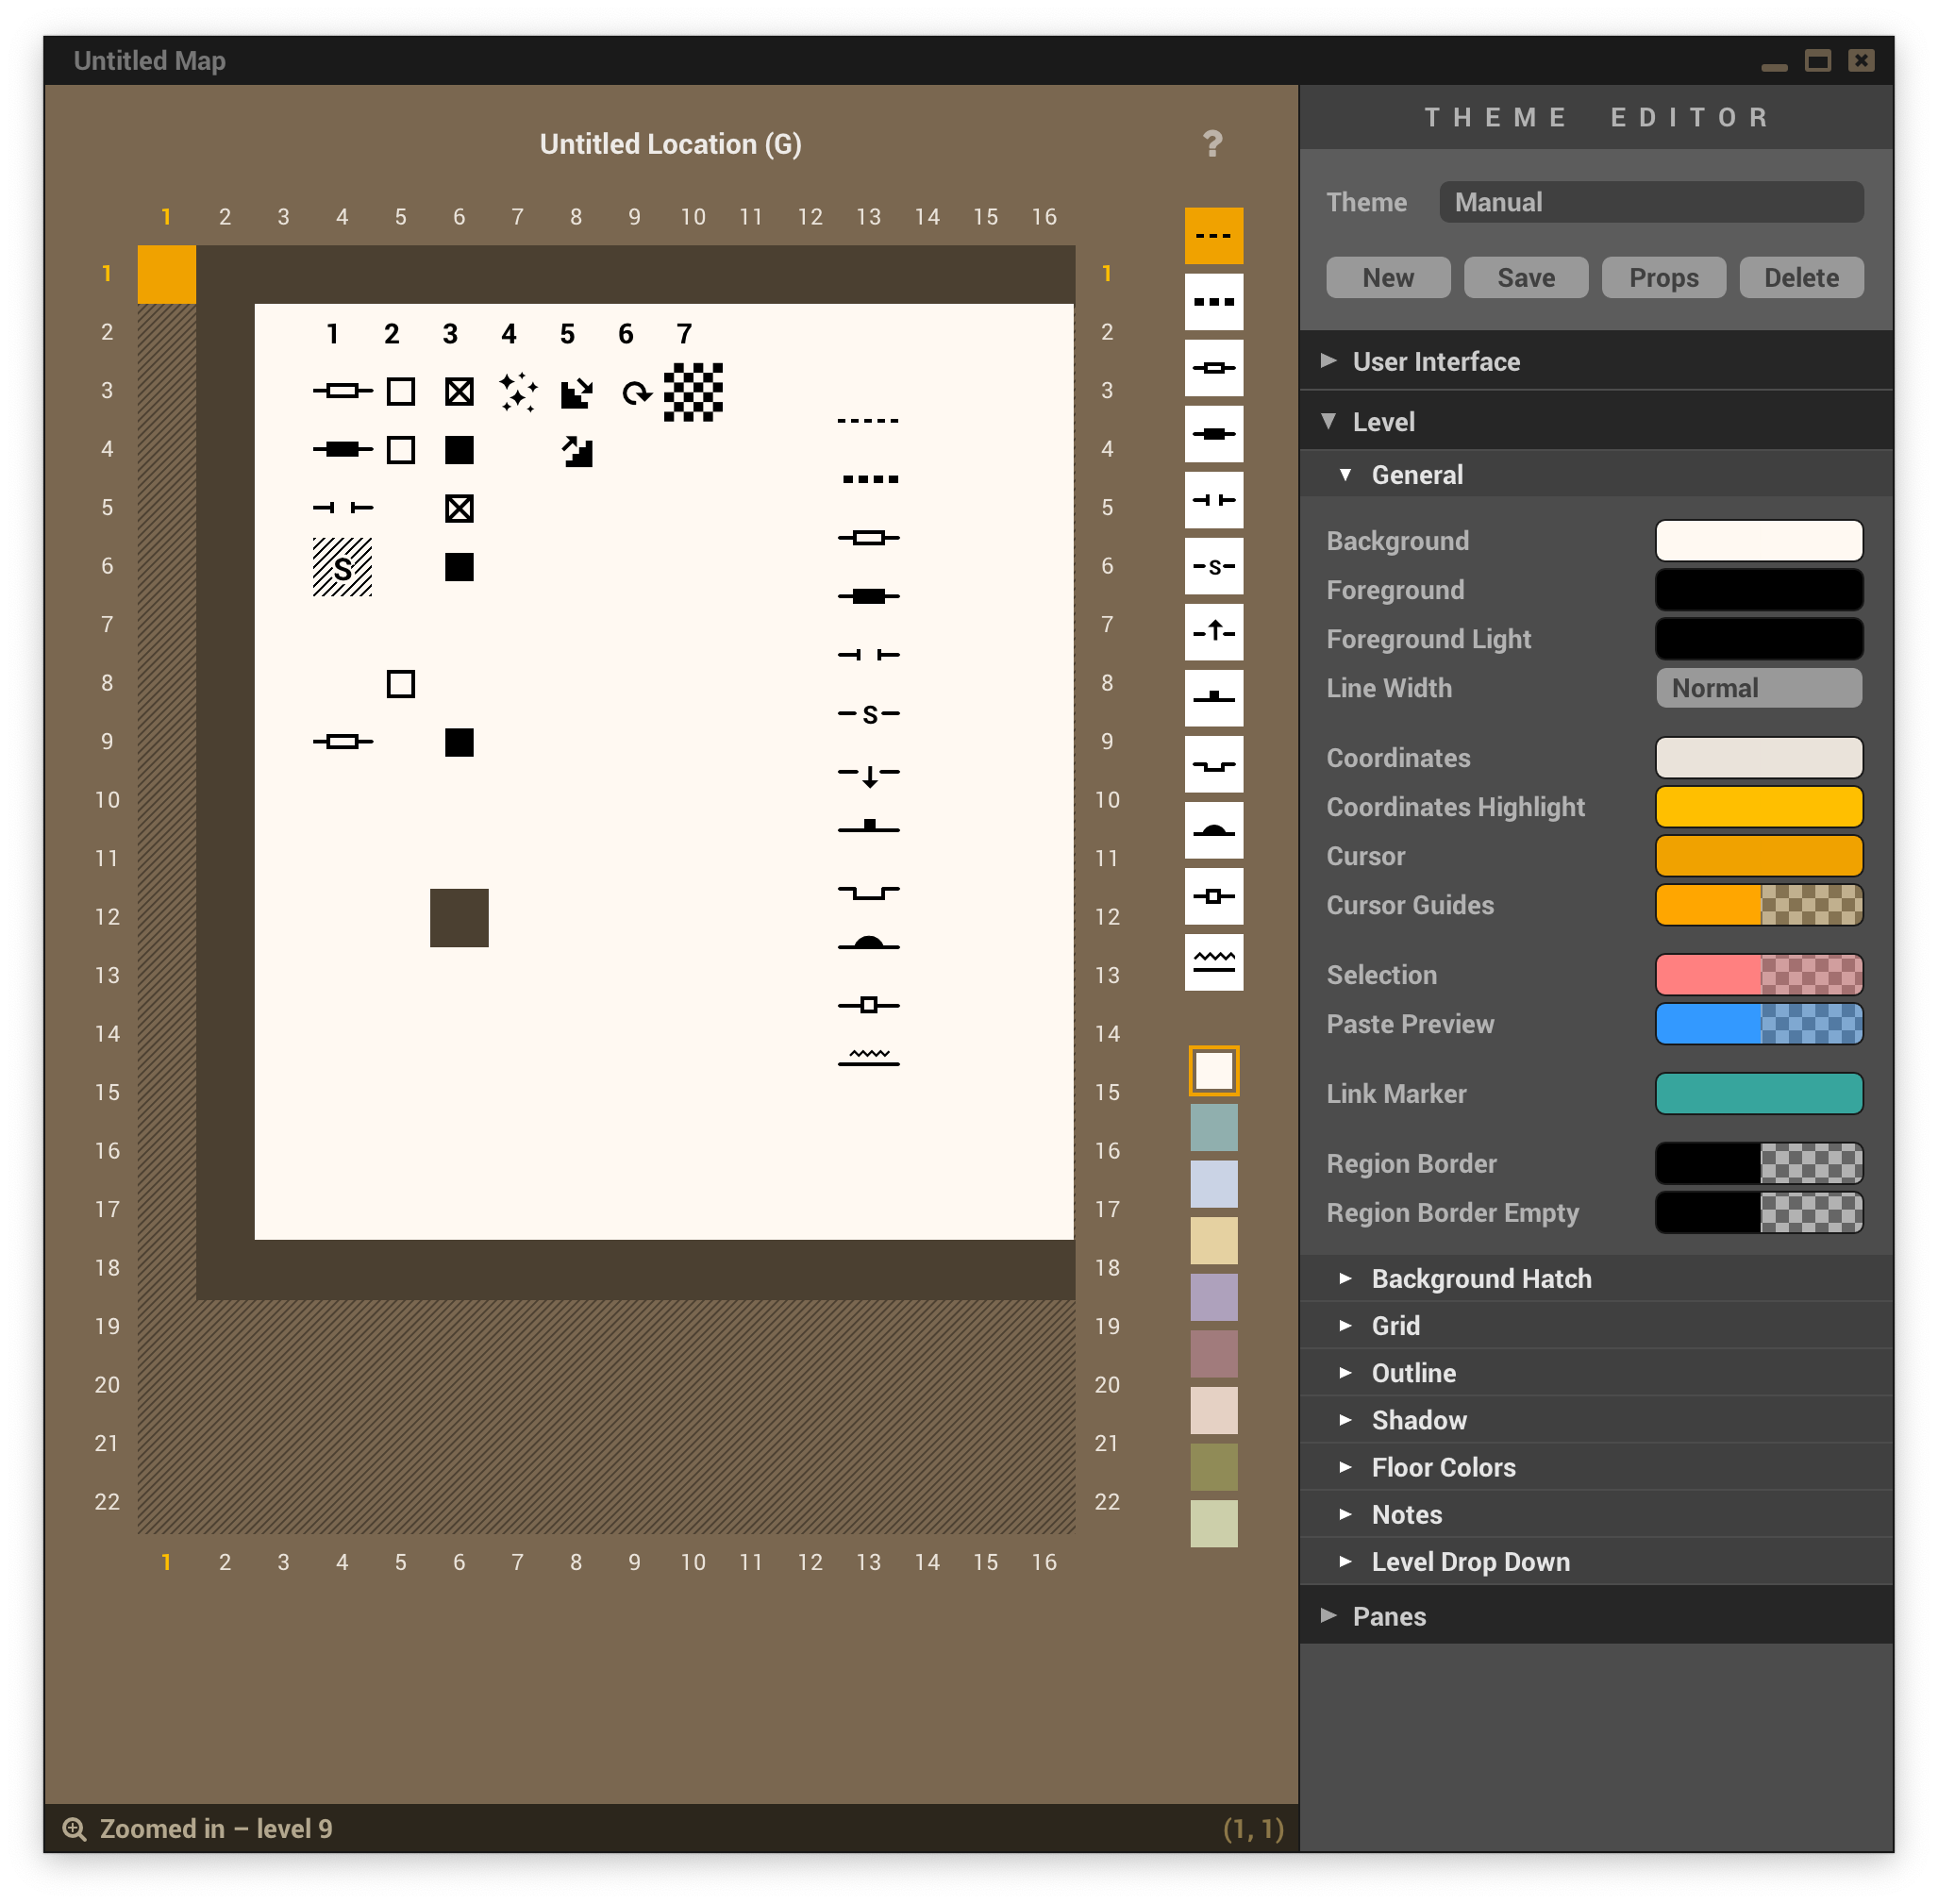 Untitled Map
THEME EDITOR
Untitled Location (G)
?
Theme Manual
New Save Props Delete
User Interface
Level
General
Background
Foreground
Foreground Light
Line Width Normal
Coordinates
Coordinates Highlight
Cursor
Cursor Guides
Selection
Paste Preview
Link Marker
Region Border
Region Border Empty
Background Hatch
Grid
Outline
Shadow
Floor Colors
Notes
Level Drop Down
Panes
1 2 3 4 5 6 7 8 9 10 11 12 13 14 15 16
1 1
2 1 2 3 4 5 6 7 2
3 3
4 4
5 5
6 S 6
S
7 7
8 8
S
9 9
10 10
11 11
12 12
13 13
14 14
15 15
16 16
17 17
18 18
19 19
20 20
21 21
22 22
1 2 3 4 5 6 7 8 9 10 11 12 13 14 15 16
Zoomed in – level 9 (1, 1)